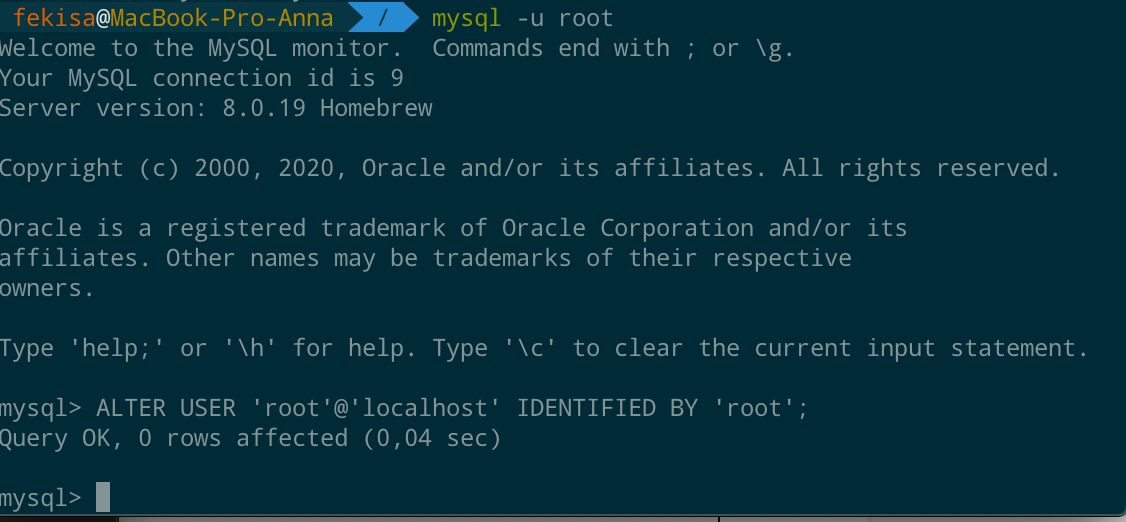 fekisa@MacBook-Pro-Anna / mysql -u root
Welcome to the MySQL monitor.  Commands end with ; or \g.
Your MySQL connection id is 9
Server version: 8.0.19 Homebrew
Copyright (c) 2000, 2020, Oracle and/or its affiliates. All rights reserved.
Oracle is a registered trademark of Oracle Corporation and/or its
affiliates. Other names may be trademarks of their respective
owners.
Type 'help;' or '\h' for help. Type '\c' to clear the current input statement.
mysql> ALTER USER 'root'@'localhost' IDENTIFIED BY 'root';
Query OK, 0 rows affected (0,04 sec)
mysql>